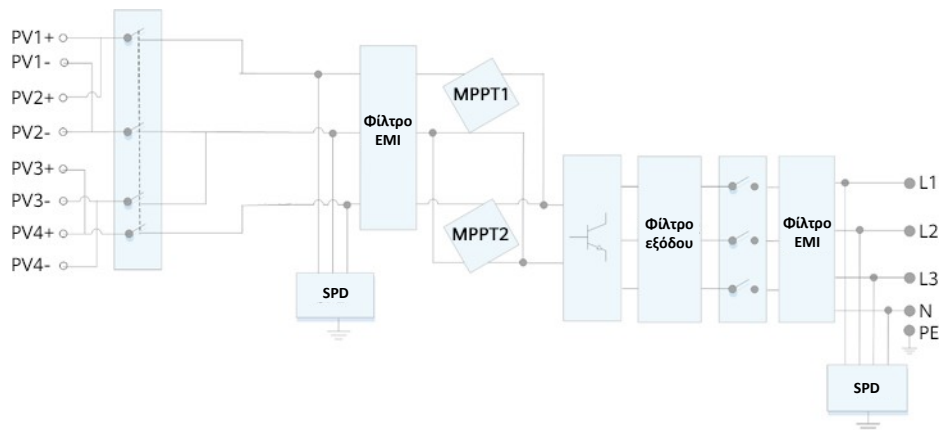 PV1+
PV1-
PV2+
PV2-
PV3+
PV3-
PV4+
PV4-
Φίλτρο
EMI
MPPT1
MPPT2
SPD
Φίλτρο
εξόδου
Φίλτρο
EMI
L1
L2
L3
N
PE
SPD